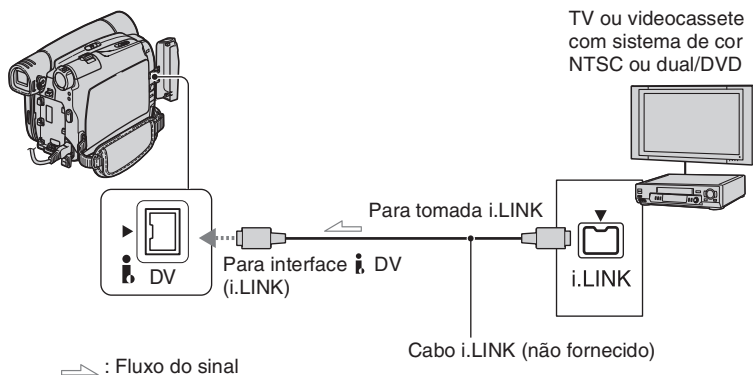 TV ou videocassete
com sistema de cor
NTSC ou dual/DVD
Para tomada i.LINK
i DV
Para interface i DV
(i.LINK)
i.LINK
Cabo i.LINK (não fornecido)
: Fluxo do sinal